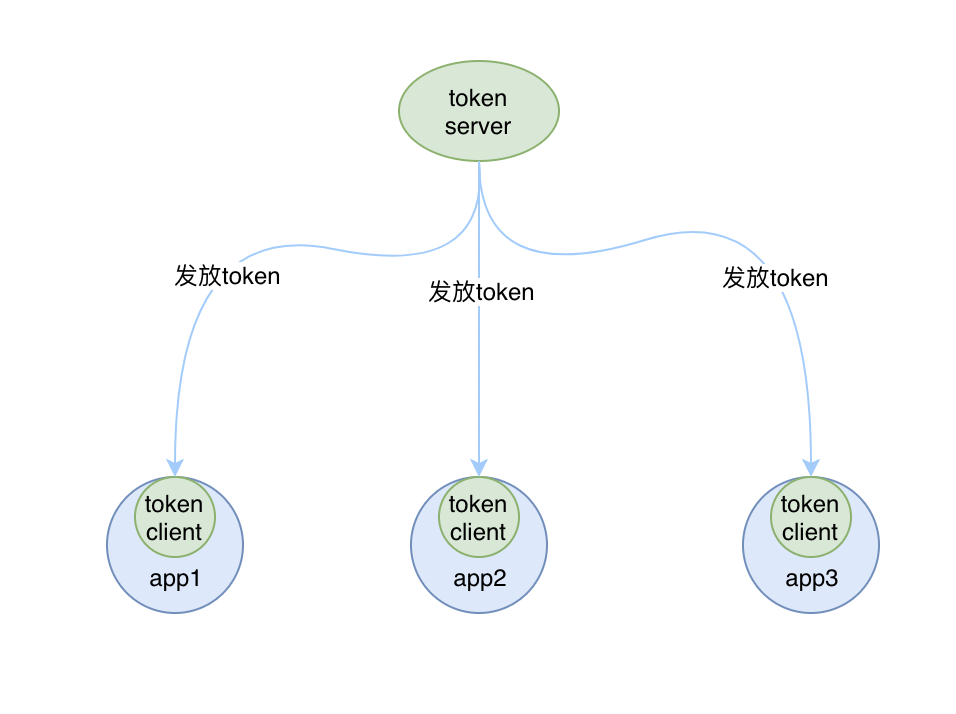 token
server
发放token
发放token
发放token
token
client
app1
token
client
app2
token
client
app3